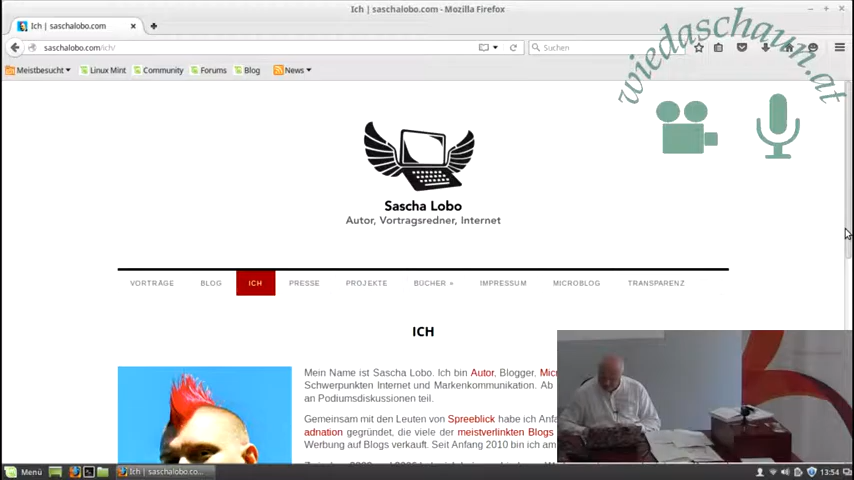 Ich | saschalobo.com - Mozilla Firefox
Ich | saschalobo.com
saschalobo.com/ich/
Suchen
Meistbesucht
Linux Mint
Community
Forums
Blog
News
wiedaschaum.at
Sascha Lobo
Autor, Vortragsredner, Internet
VORTRÄGE
BLOG
ICH
PRESSE
PROJEKTE
BÜCHER »
IMPRESSUM
MICROBLOG
TRANSPARENZ
ICH
Mein Name ist Sascha Lobo. Ich bin Autor, Blogger,
Schwerpunkten Internet und Markenkommunikation. Ab
an Podiumsdiskussionen teil.
Gemeinsam mit den Leuten von Spreeblick habe ich
adnation gegründet, die viele der meistverlinkten Blogs
Werbung auf Blogs verkauft. Seit Anfang 2010 bin ich am
Menü
Ich | saschalobo.co...
13:54